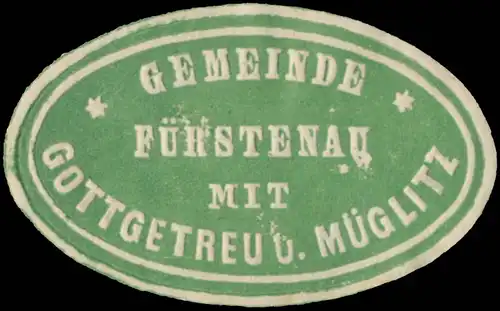 GEMEINDE
FÜRSTENAU
MIT
GOTTGETREU U. MÜGLITZ